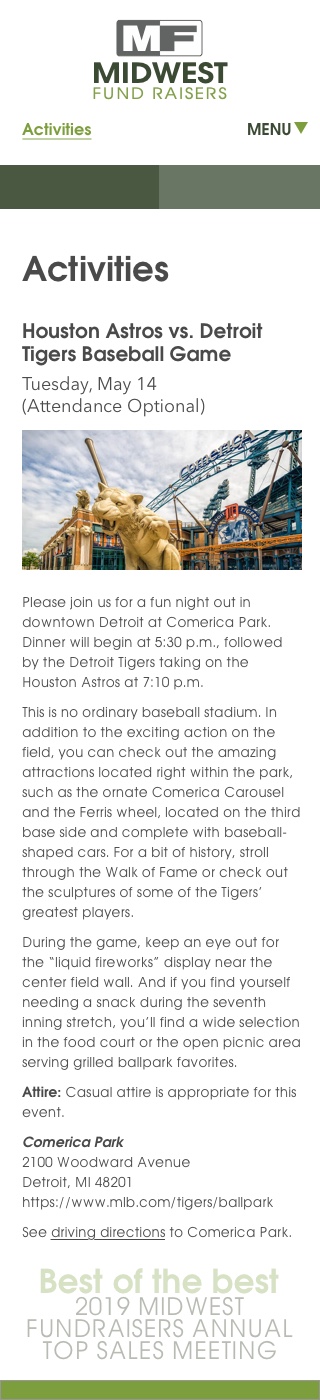 MF
MIDWEST
FUND RAISERS
Activities
MENU
Activities
Houston Astros vs. Detroit
Tigers Baseball Game
Tuesday, May 14
(Attendance Optional)
COMERICA
Please join us for a fun night out in
downtown Detroit at Comerica Park.
Dinner will begin at 5:30 p.m., followed
by the Detroit Tigers taking on the
Houston Astros at 7:10 p.m.
This is no ordinary baseball stadium. In
addition to the exciting action on the
field, you can check out the amazing
attractions located right within the park,
such as the ornate Comerica Carousel
and the Ferris wheel, located on the third
base side and complete with baseball-
shaped cars. For a bit of history, stroll
through the Walk of Fame or check out
the sculptures of some of the Tigers’
greatest players.
During the game, keep an eye out for
the “liquid fireworks” display near the
center field wall. And if you find yourself
needing a snack during the seventh
inning stretch, you’ll find a wide selection
in the food court or the open picnic area
serving grilled ballpark favorites.
Attire: Casual attire is appropriate for this
event.
Comerica Park
2100 Woodward Avenue
Detroit, MI 48201
https://www.mlb.com/tigers/ballpark
See driving directions to Comerica Park.
Best of the best
2019 MIDWEST
FUNDRAISERS ANNUAL
TOP SALES MEETING